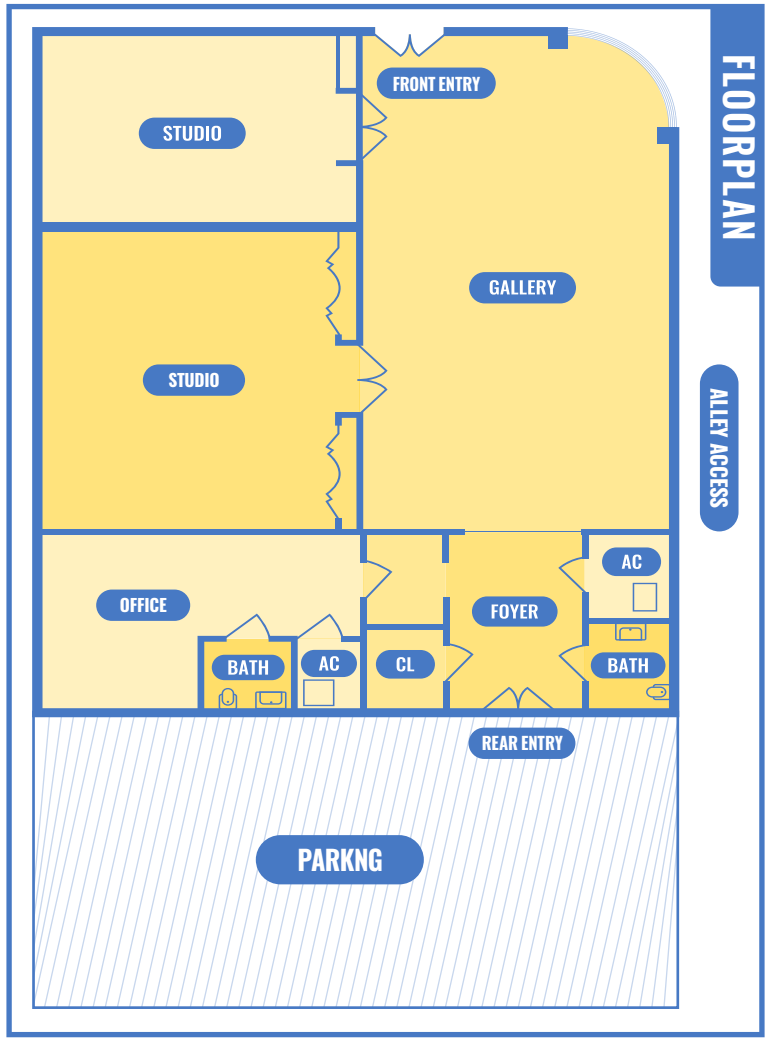 FLOORPLAN
FRONT ENTRY
STUDIO
GALLERY
STUDIO
ALLEY ACCESS
AC
OFFICE
FOYER
BATH
AC
CL
BATH
REAR ENTRY
PARKNG